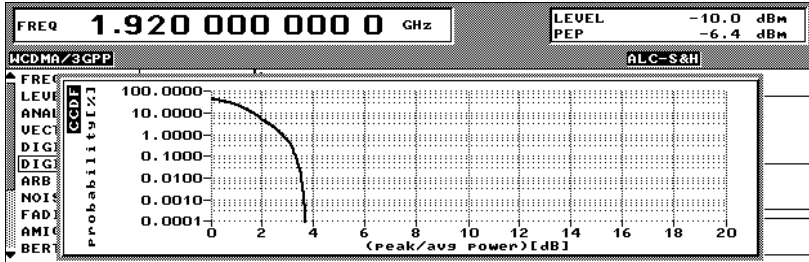 FREQ 1.920 000 000 0 GHz
LEVEL -10.0 dBm
PEP -6.4 dBm
WCDMA/3GPP ALC-S&H
FREQ
LEVE
ANAL
VECT
DIGI
DIGI
ARB
NOIS
FADI
AMIQ
BERT
CCDF
Probability[%]
100.0000
10.0000
1.0000
0.1000
0.0100
0.0010
0.0001
0 2 4 6 8 10 12 14 16 18 20
(peak/avg power)[dB]